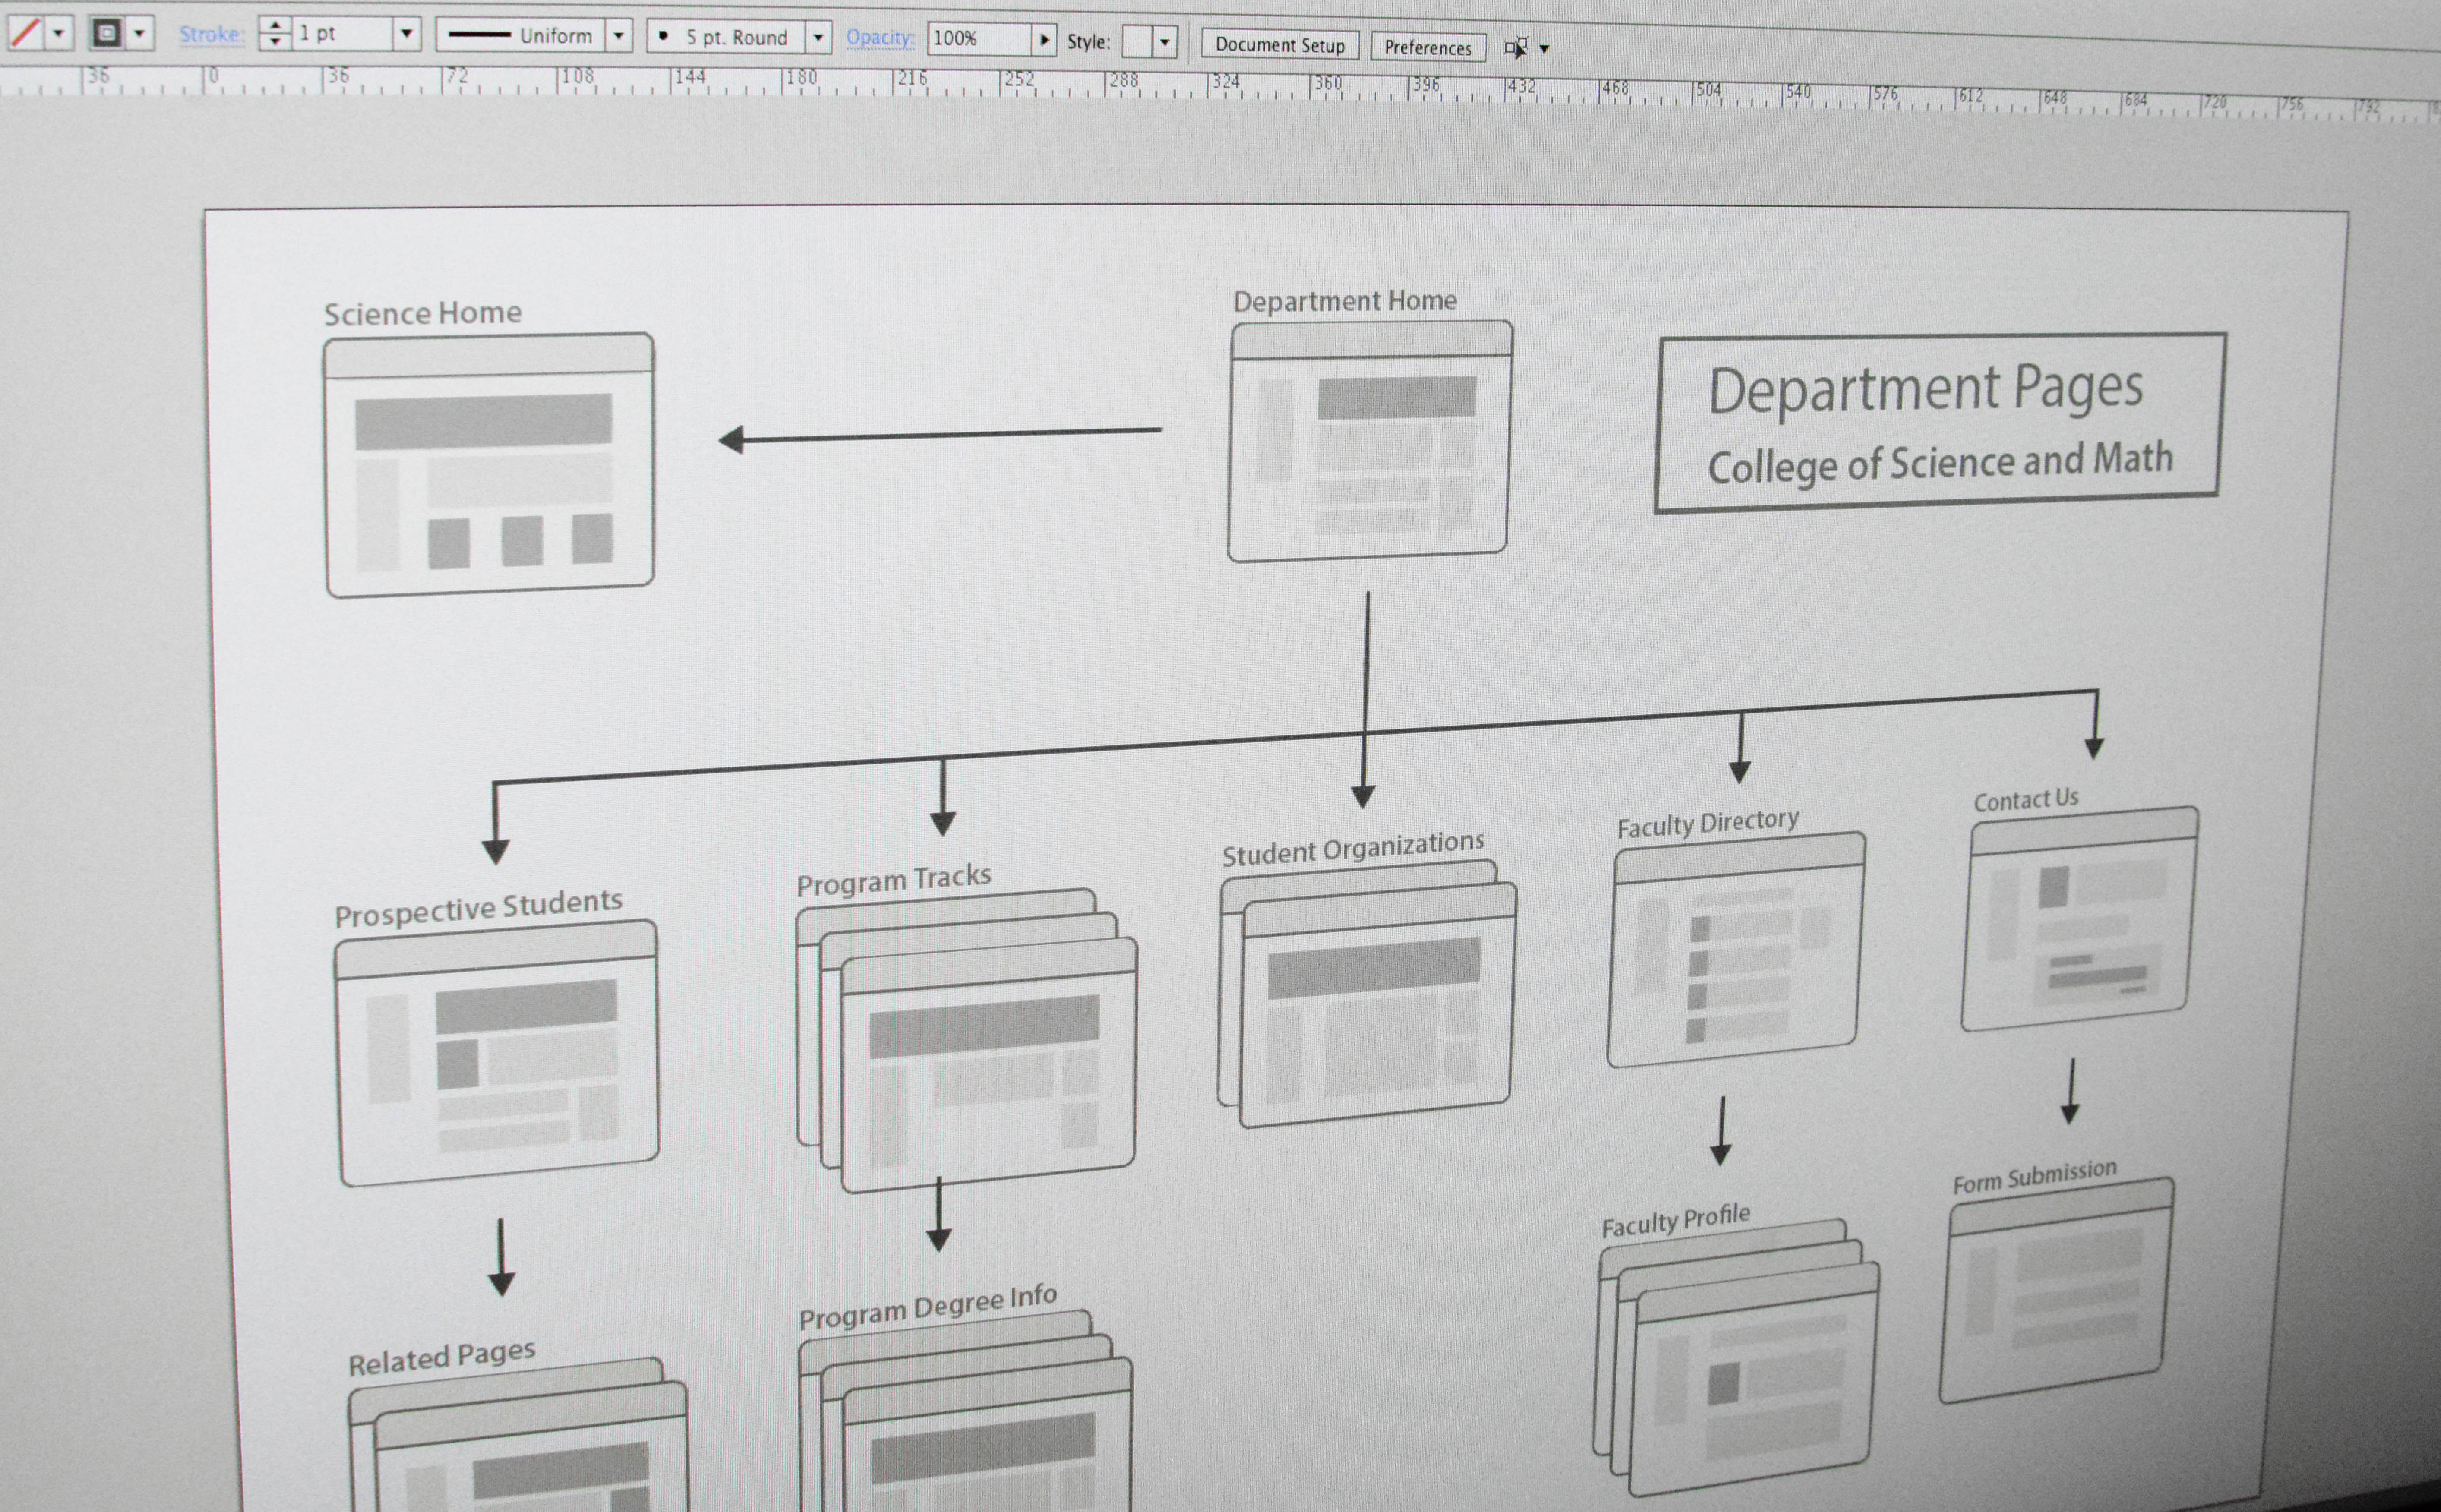 Stroke: 1 pt Uniform 5 pt. Round Opacity: 100% Style: Document Setup Preferences
36 0 36 72 108 144 180 216 252 288 324 360 396 432 468 504 540 576 612 648 684 720 756 792
Science Home
Department Home
Department Pages
College of Science and Math
Prospective Students
Program Tracks
Student Organizations
Faculty Directory
Contact Us
Related Pages
Program Degree Info
Faculty Profile
Form Submission